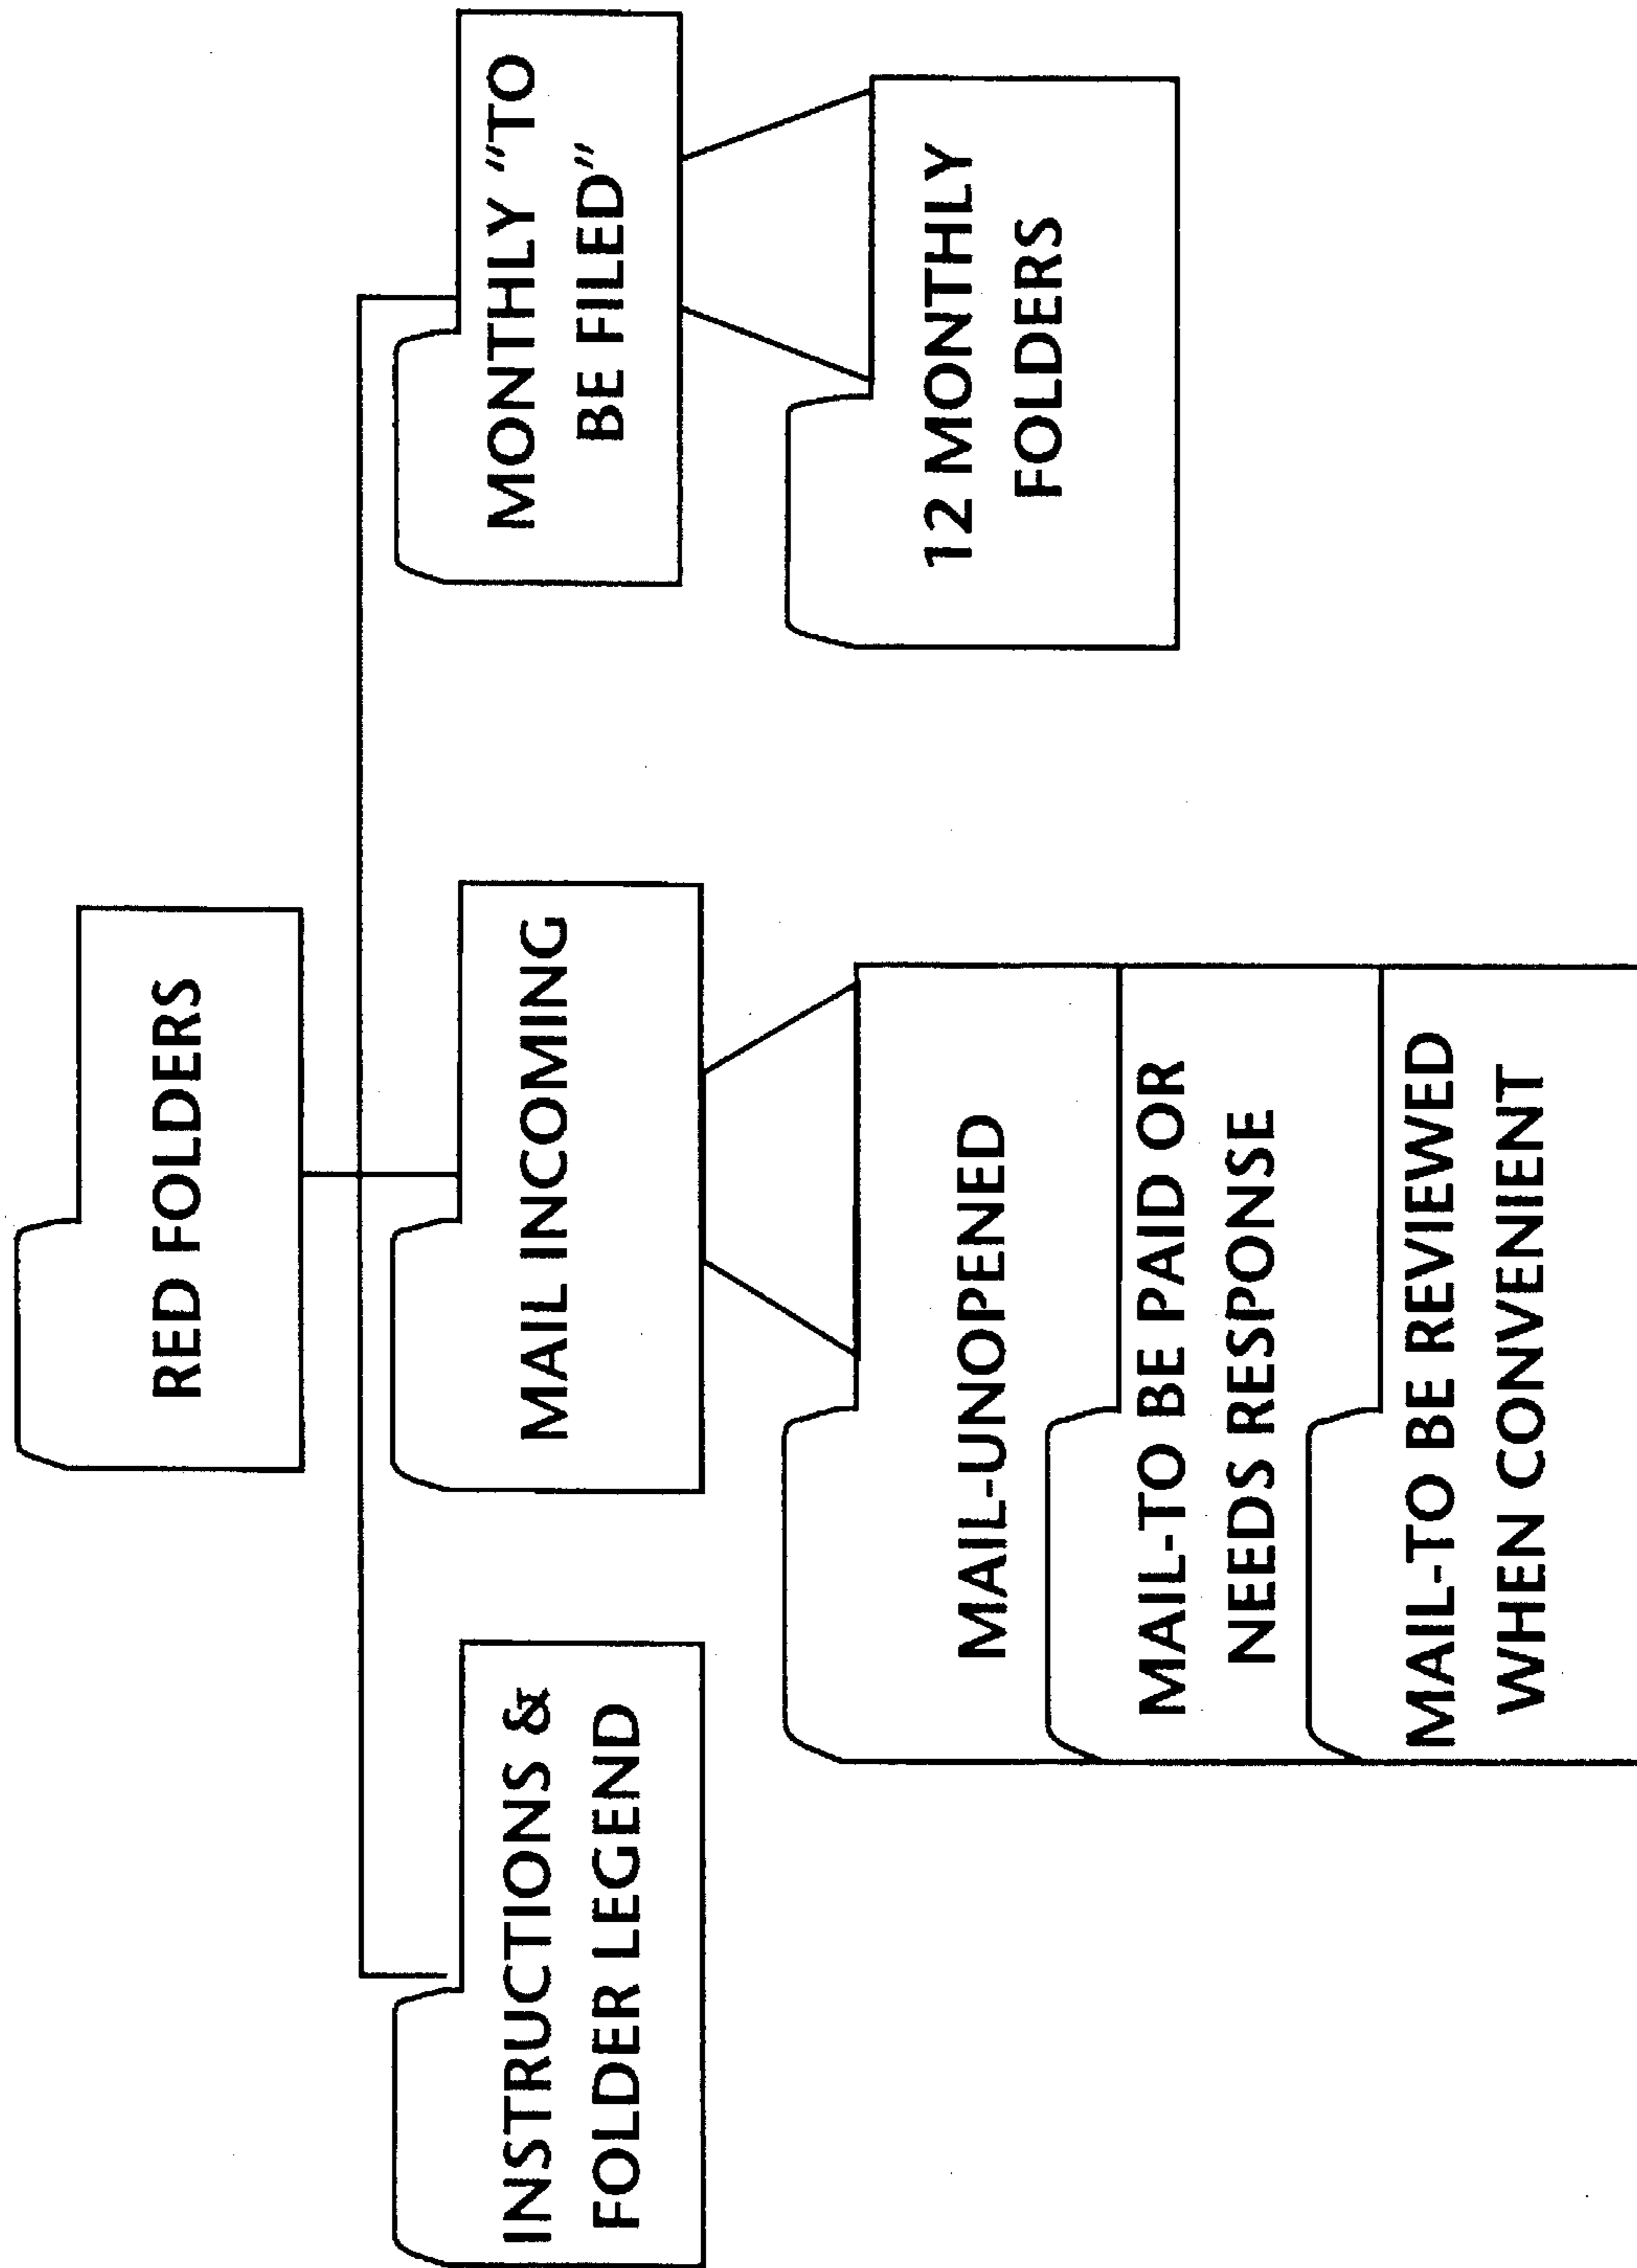 RED FOLDERS
INSTRUCTIONS &
FOLDER LEGEND
MAIL INCOMING
MONTHLY "TO
BE FILED"
MAIL-UNOPENED
MAIL-TO BE PAID OR
NEEDS RESPONSE
MAIL-TO BE REVIEWED
WHEN CONVENIENT
12 MONTHLY
FOLDERS